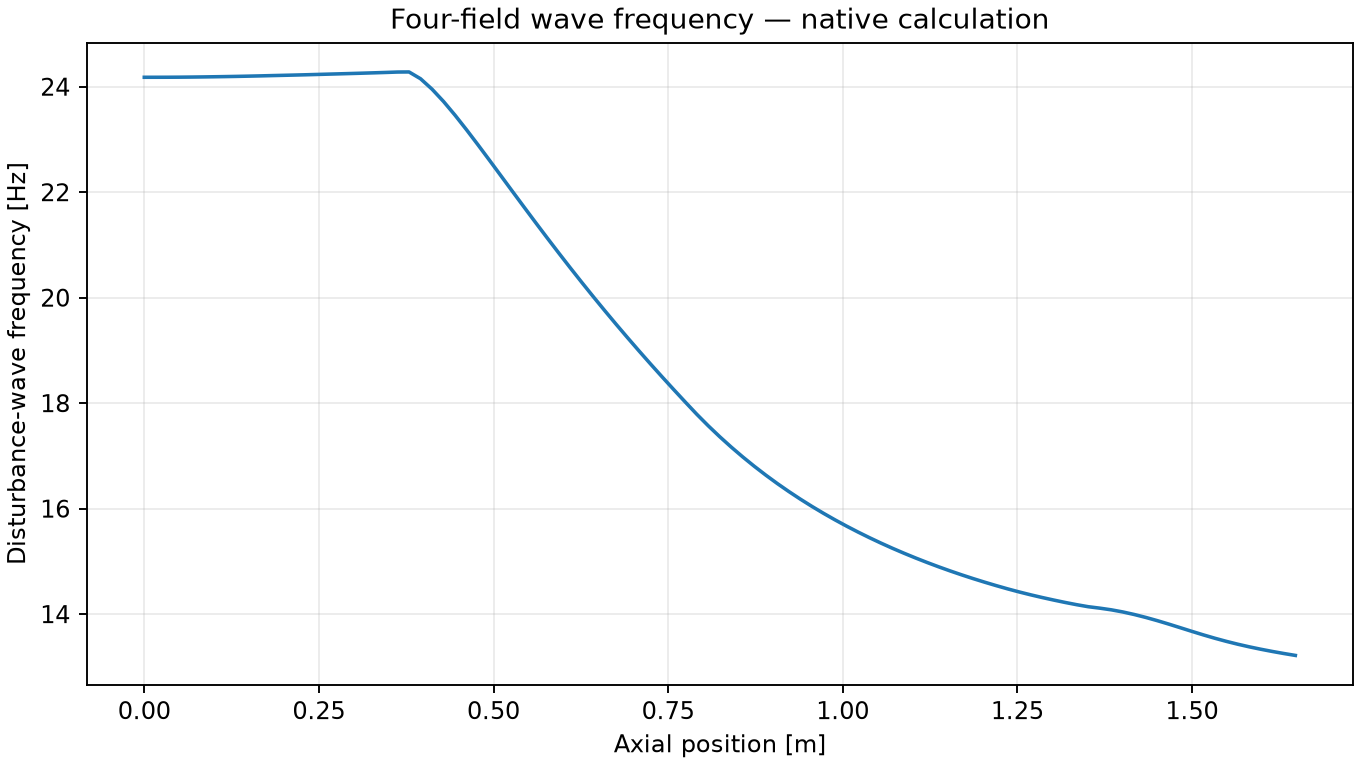 Four-field wave frequency — native calculation
Disturbance-wave frequency [Hz]
24
22
20
18
16
14
0.00 0.25 0.50 0.75 1.00 1.25 1.50
Axial position [m]